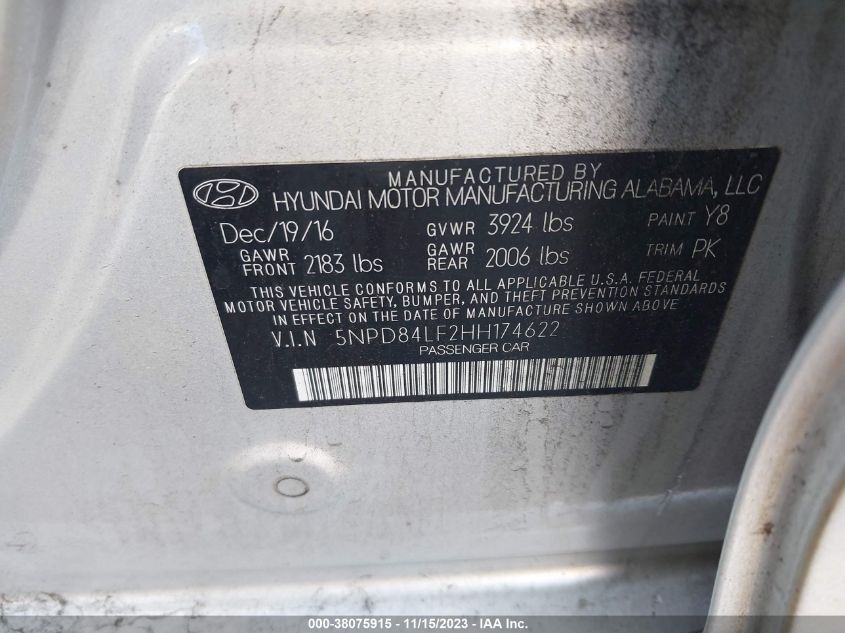 MANUFACTURED BY
HYUNDAI MOTOR MANUFACTURING ALABAMA, LLC
Dec/19/16 GVWR 3924 lbs PAINT Y8
GAWR FRONT 2183 lbs GAWR REAR 2006 lbs TRIM PK
THIS VEHICLE CONFORMS TO ALL APPLICABLE U.S.A. FEDERAL
MOTOR VEHICLE SAFETY, BUMPER, AND THEFT PREVENTION STANDARDS
IN EFFECT ON THE DATE OF MANUFACTURE SHOWN ABOVE.
V.I.N 5NPD84LF2HH174622
PASSENGER CAR
000-38075915 - 11/15/2023 - IAA Inc.